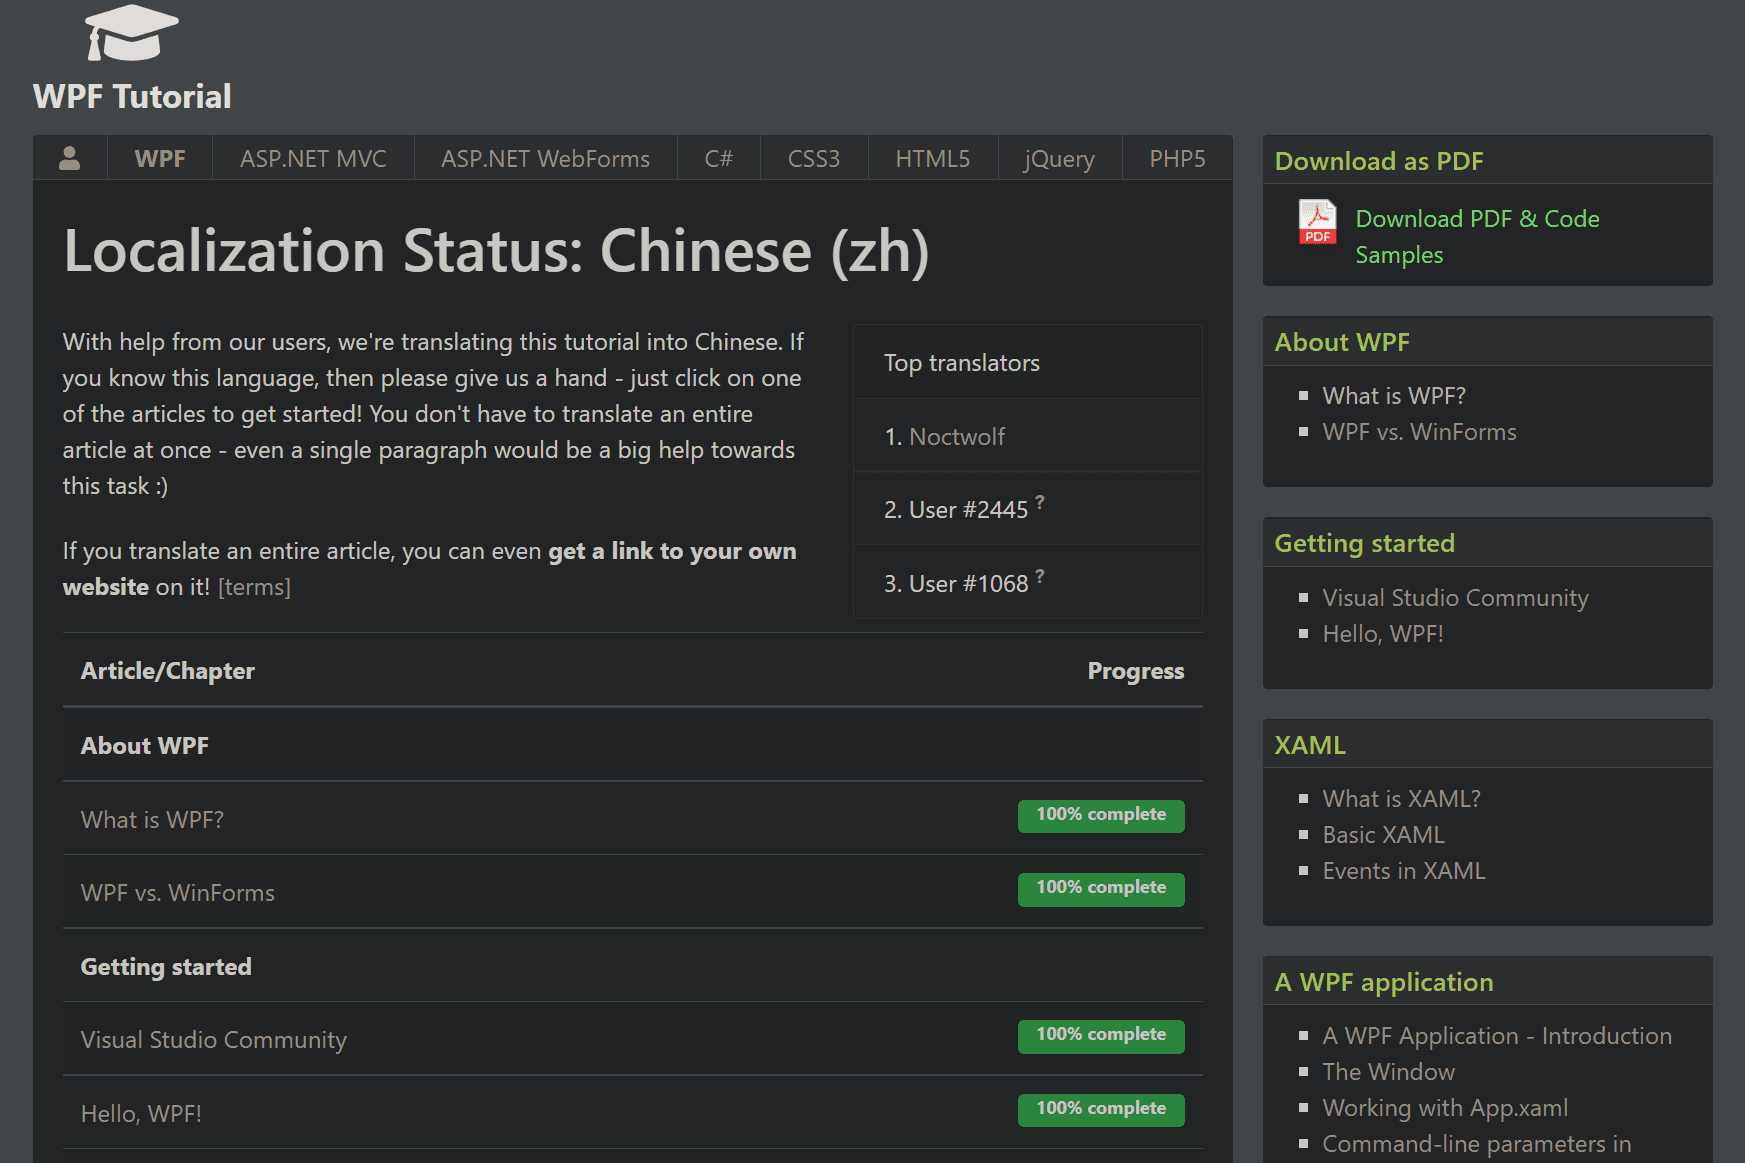 WPF Tutorial
WPF
ASP.NET MVC
ASP.NET WebForms
C#
CSS3
HTML5
jQuery
PHP5
Localization Status: Chinese (zh)
With help from our users, we're translating this tutorial into Chinese. If
you know this language, then please give us a hand - just click on one
of the articles to get started! You don't have to translate an entire
article at once - even a single paragraph would be a big help towards
this task :)
If you translate an entire article, you can even get a link to your own
website on it! [terms]
Top translators
1. Noctwolf
2. User #2445 ?
3. User #1068 ?
Article/Chapter Progress
About WPF
What is WPF? 100% complete
WPF vs. WinForms 100% complete
Getting started
Visual Studio Community 100% complete
Hello, WPF! 100% complete
Download as PDF
PDF
Download PDF & Code
Samples
About WPF
What is WPF?
WPF vs. WinForms
Getting started
Visual Studio Community
Hello, WPF!
XAML
What is XAML?
Basic XAML
Events in XAML
A WPF application
A WPF Application - Introduction
The Window
Working with App.xaml
Command-line parameters in